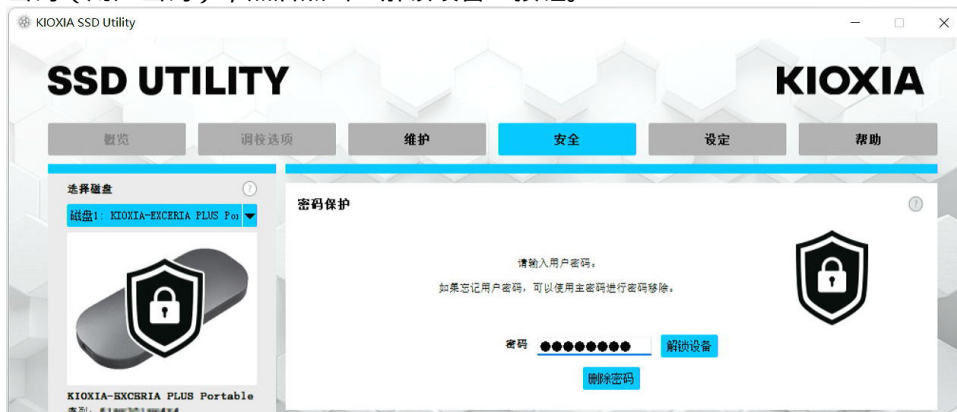 KIOXIA SSD Utility
SSD UTILITY
KIOXIA
概览
调校选项
维护
安全
设定
帮助
选择磁盘
磁盘1: KIOXIA-EXCERIA PLUS Po
密码保护
请输入用户密码。
如果忘记用户密码，可以使用主密码进行密码移除。
密码
解锁设备
删除密码
KIOXIA-EXCERIA PLUS Portable